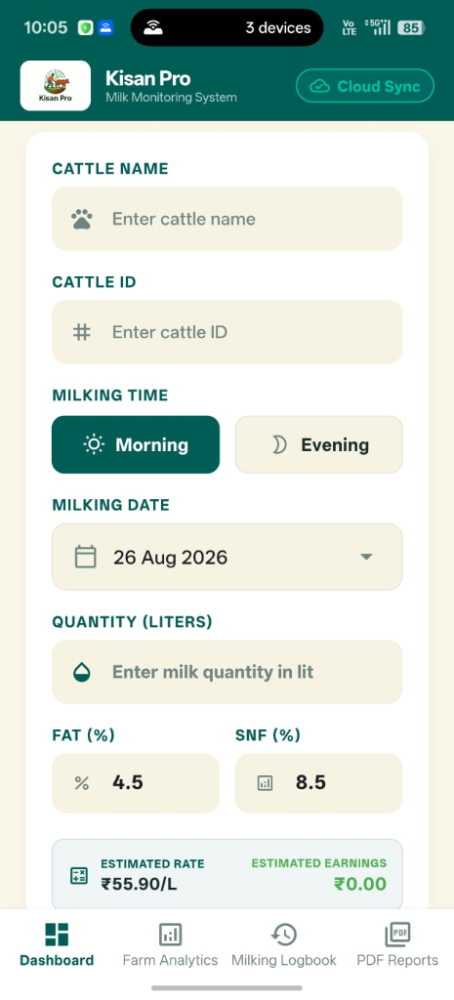 10:05
3 devices
Vo LTE
5G+
85
Kisan Pro
Kisan Pro
Milk Monitoring System
Cloud Sync
CATTLE NAME
Enter cattle name
CATTLE ID
# Enter cattle ID
MILKING TIME
Morning
Evening
MILKING DATE
26 Aug 2026
QUANTITY (LITERS)
Enter milk quantity in lit
FAT (%) SNF (%)
% 4.5 8.5
ESTIMATED RATE ESTIMATED EARNINGS
₹55.90/L ₹0.00
PDF
Dashboard Farm Analytics Milking Logbook PDF Reports